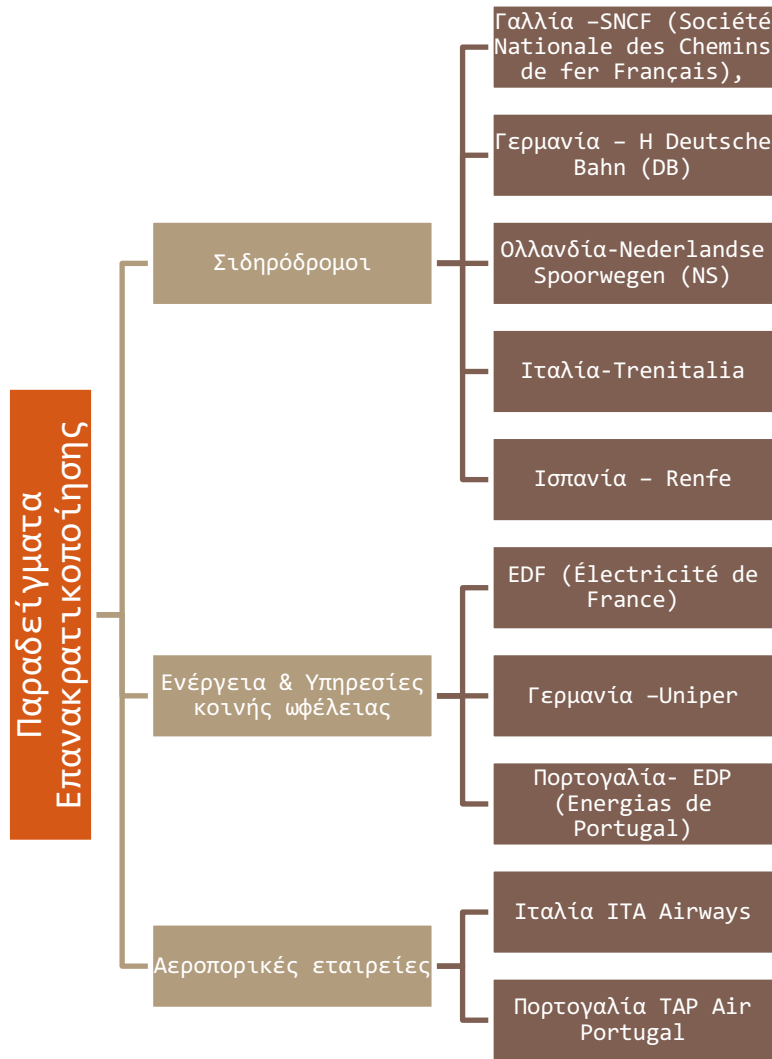 Παραδείγματα
Επανακρατικοποίησης
Σιδηρόδρομοι
Γαλλία –SNCF (Société
Nationale des Chemins
de fer Français),
Γερμανία – Η Deutsche
Bahn (DB)
Ολλανδία-Nederlandse
Spoorwegen (NS)
Ιταλία-Trenitalia
Ισπανία – Renfe
Ενέργεια & Υπηρεσίες
κοινής ωφέλειας
EDF (Électricité de
France)
Γερμανία –Uniper
Πορτογαλία- EDP
(Energias de
Portugal)
Αεροπορικές εταιρείες
Ιταλία ITA Airways
Πορτογαλία TAP Air
Portugal